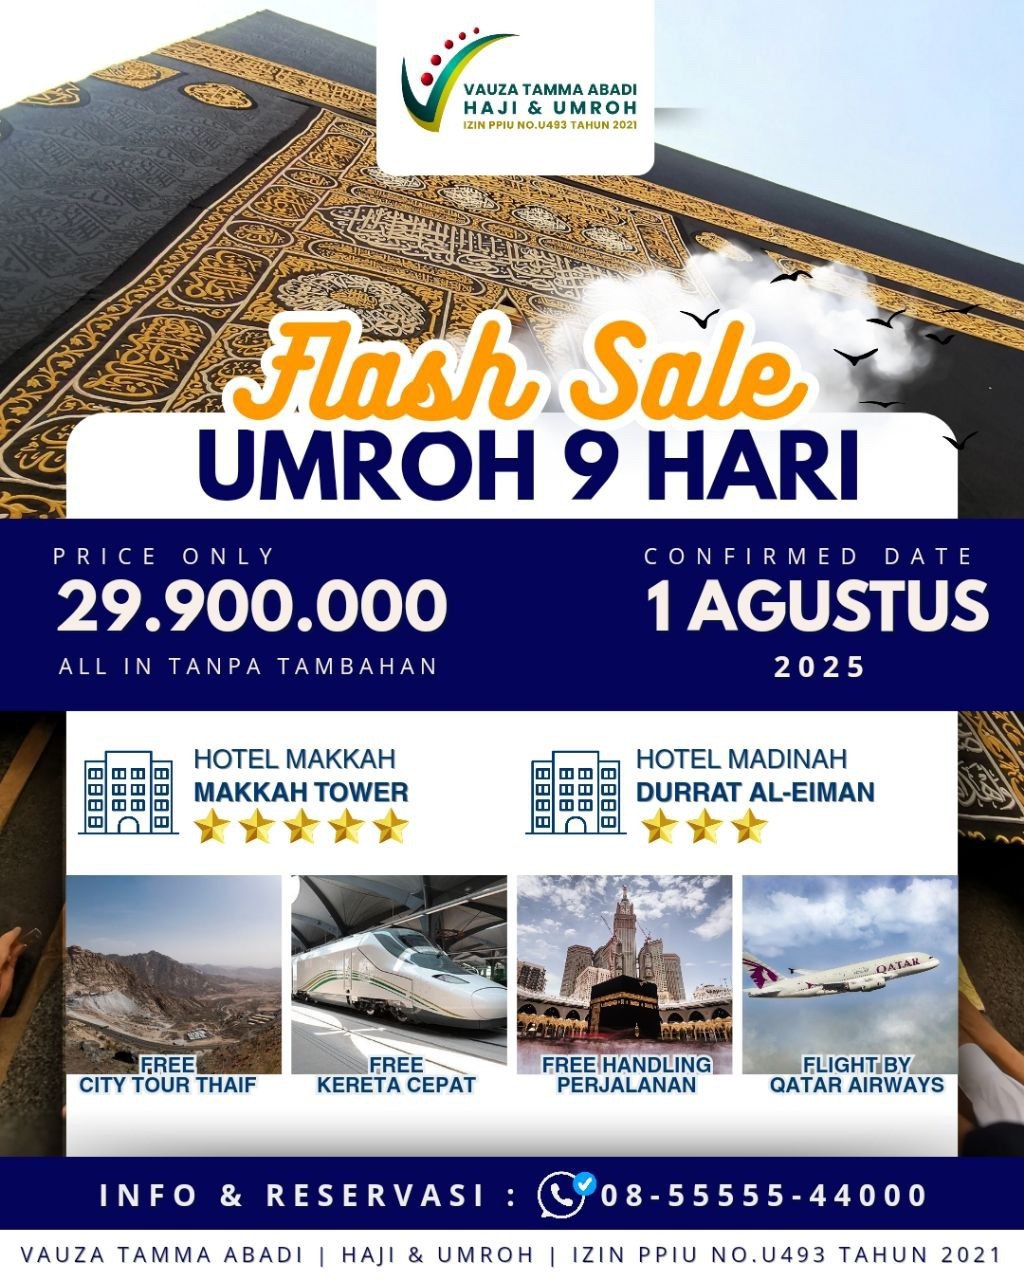 VAUZA TAMMA ABADI
HAJI & UMROH
IZIN PPIU NO.U493 TAHUN 2021
Flash Sale
UMROH 9 HARI
PRICE ONLY
29.900.000
ALL IN TANPA TAMBAHAN
CONFIRMED DATE
1 AGUSTUS
2025
HOTEL MAKKAH
MAKKAH TOWER
HOTEL MADINAH
DURRAT AL-EIMAN
FREE
CITY TOUR THAIF
FREE
KERETA CEPAT
FREE HANDLING
PERJALANAN
QATAR
FLIGHT BY
QATAR AIRWAYS
INFO & RESERVASI : 08-55555-44000
VAUZA TAMMA ABADI | HAJI & UMROH | IZIN PPIU NO.U493 TAHUN 2021